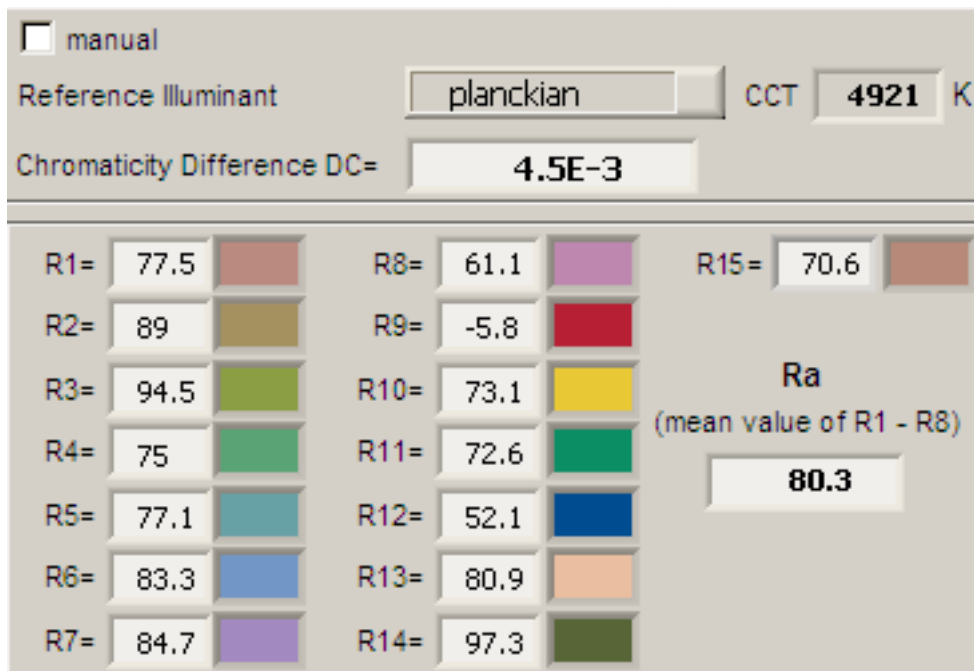 manual
Reference Illuminant planckian CCT 4921 K
Chromaticity Difference DC= 4.5E-3
R1= 77.5 R8= 61.1 R15= 70.6
R2= 89 R9= -5.8
R3= 94.5 R10= 73.1 Ra
(mean value of R1 - R8)
R4= 75 R11= 72.6
80.3
R5= 77.1 R12= 52.1
R6= 83.3 R13= 80.9
R7= 84.7 R14= 97.3